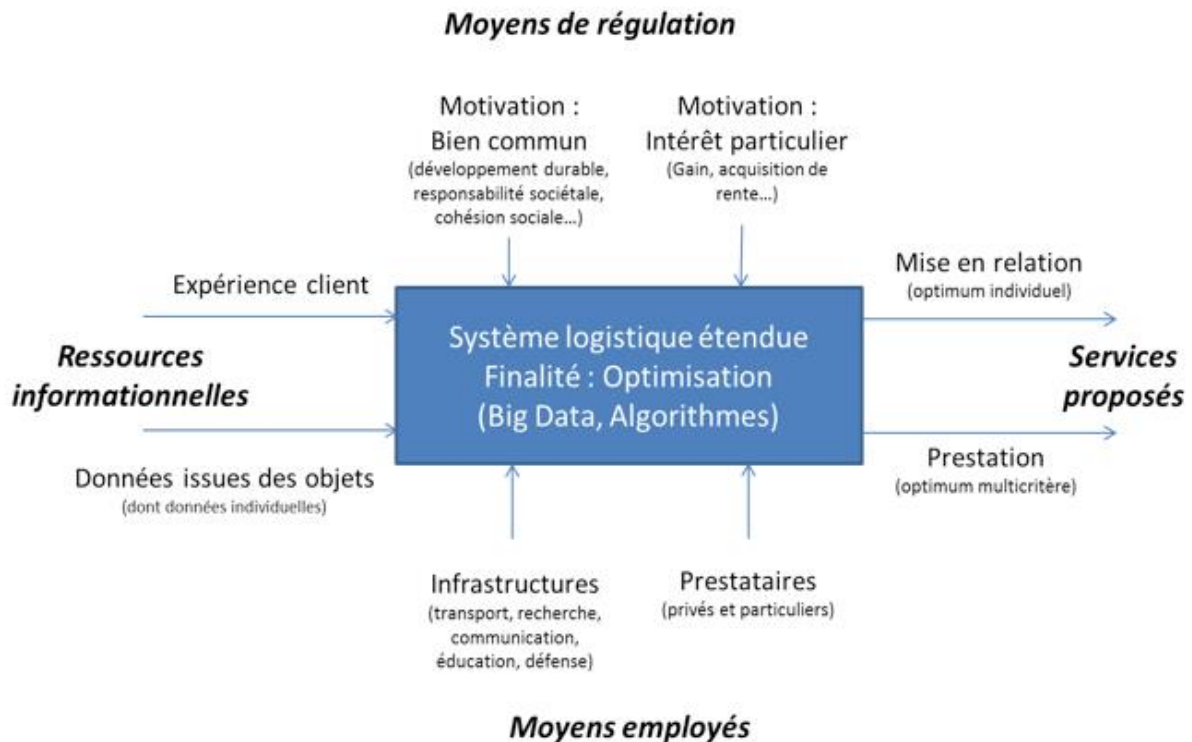 Moyens de régulation
Motivation :
Bien commun
(développement durable,
responsabilité sociétale,
cohésion sociale…)
Motivation :
Intérêt particulier
(Gain, acquisition de
rente…)
Expérience client
Ressources
informationnelles
Données issues des objets
(dont données individuelles)
Système logistique étendue
Finalité : Optimisation
(Big Data, Algorithmes)
Mise en relation
(optimum individuel)
Services
proposés
Prestation
(optimum multicritère)
Infrastructures
(transport, recherche,
communication,
éducation, défense)
Prestataires
(privés et particuliers)
Moyens employés